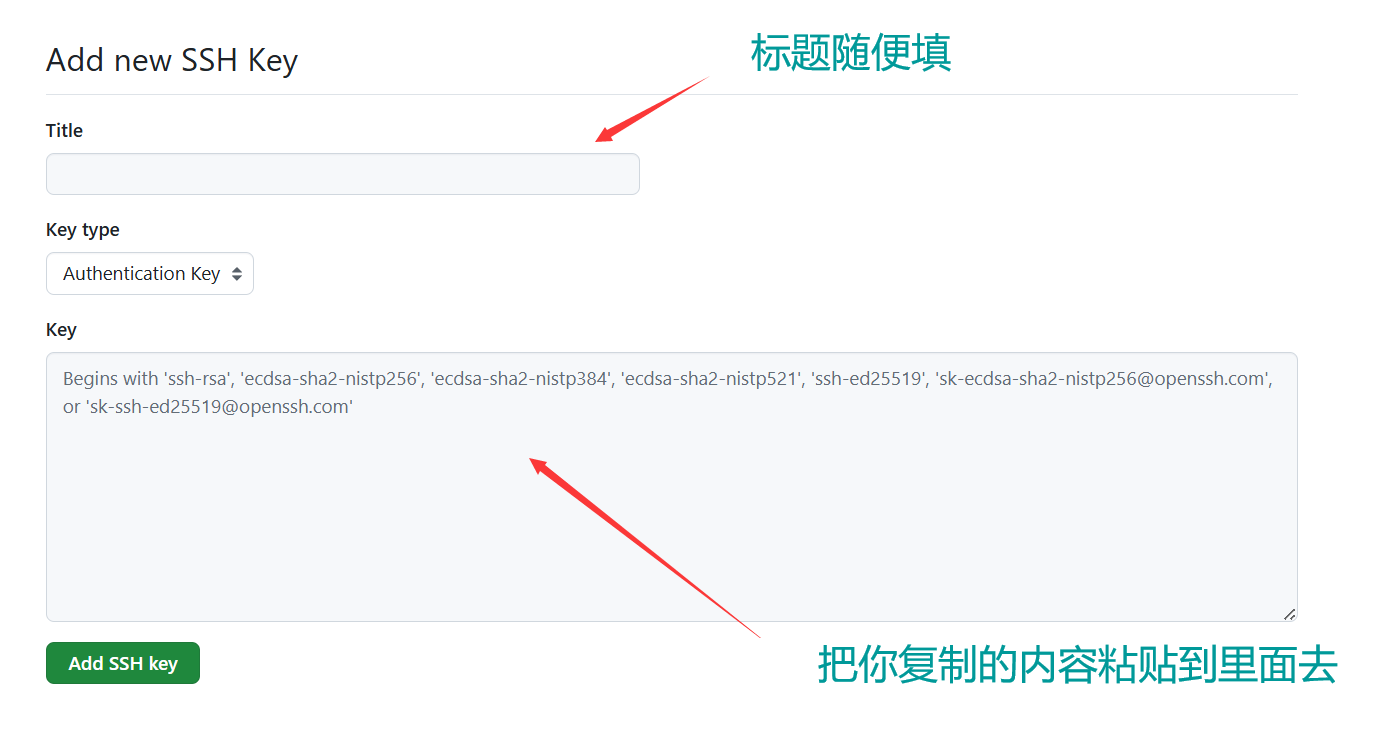 Add new SSH Key
标题随便填
Title
Key type
Authentication Key
Key
Begins with 'ssh-rsa', 'ecdsa-sha2-nistp256', 'ecdsa-sha2-nistp384', 'ecdsa-sha2-nistp521', 'ssh-ed25519', 'sk-ecdsa-sha2-nistp256@openssh.com',
or 'sk-ssh-ed25519@openssh.com'
把你复制的内容粘贴到里面去
Add SSH key